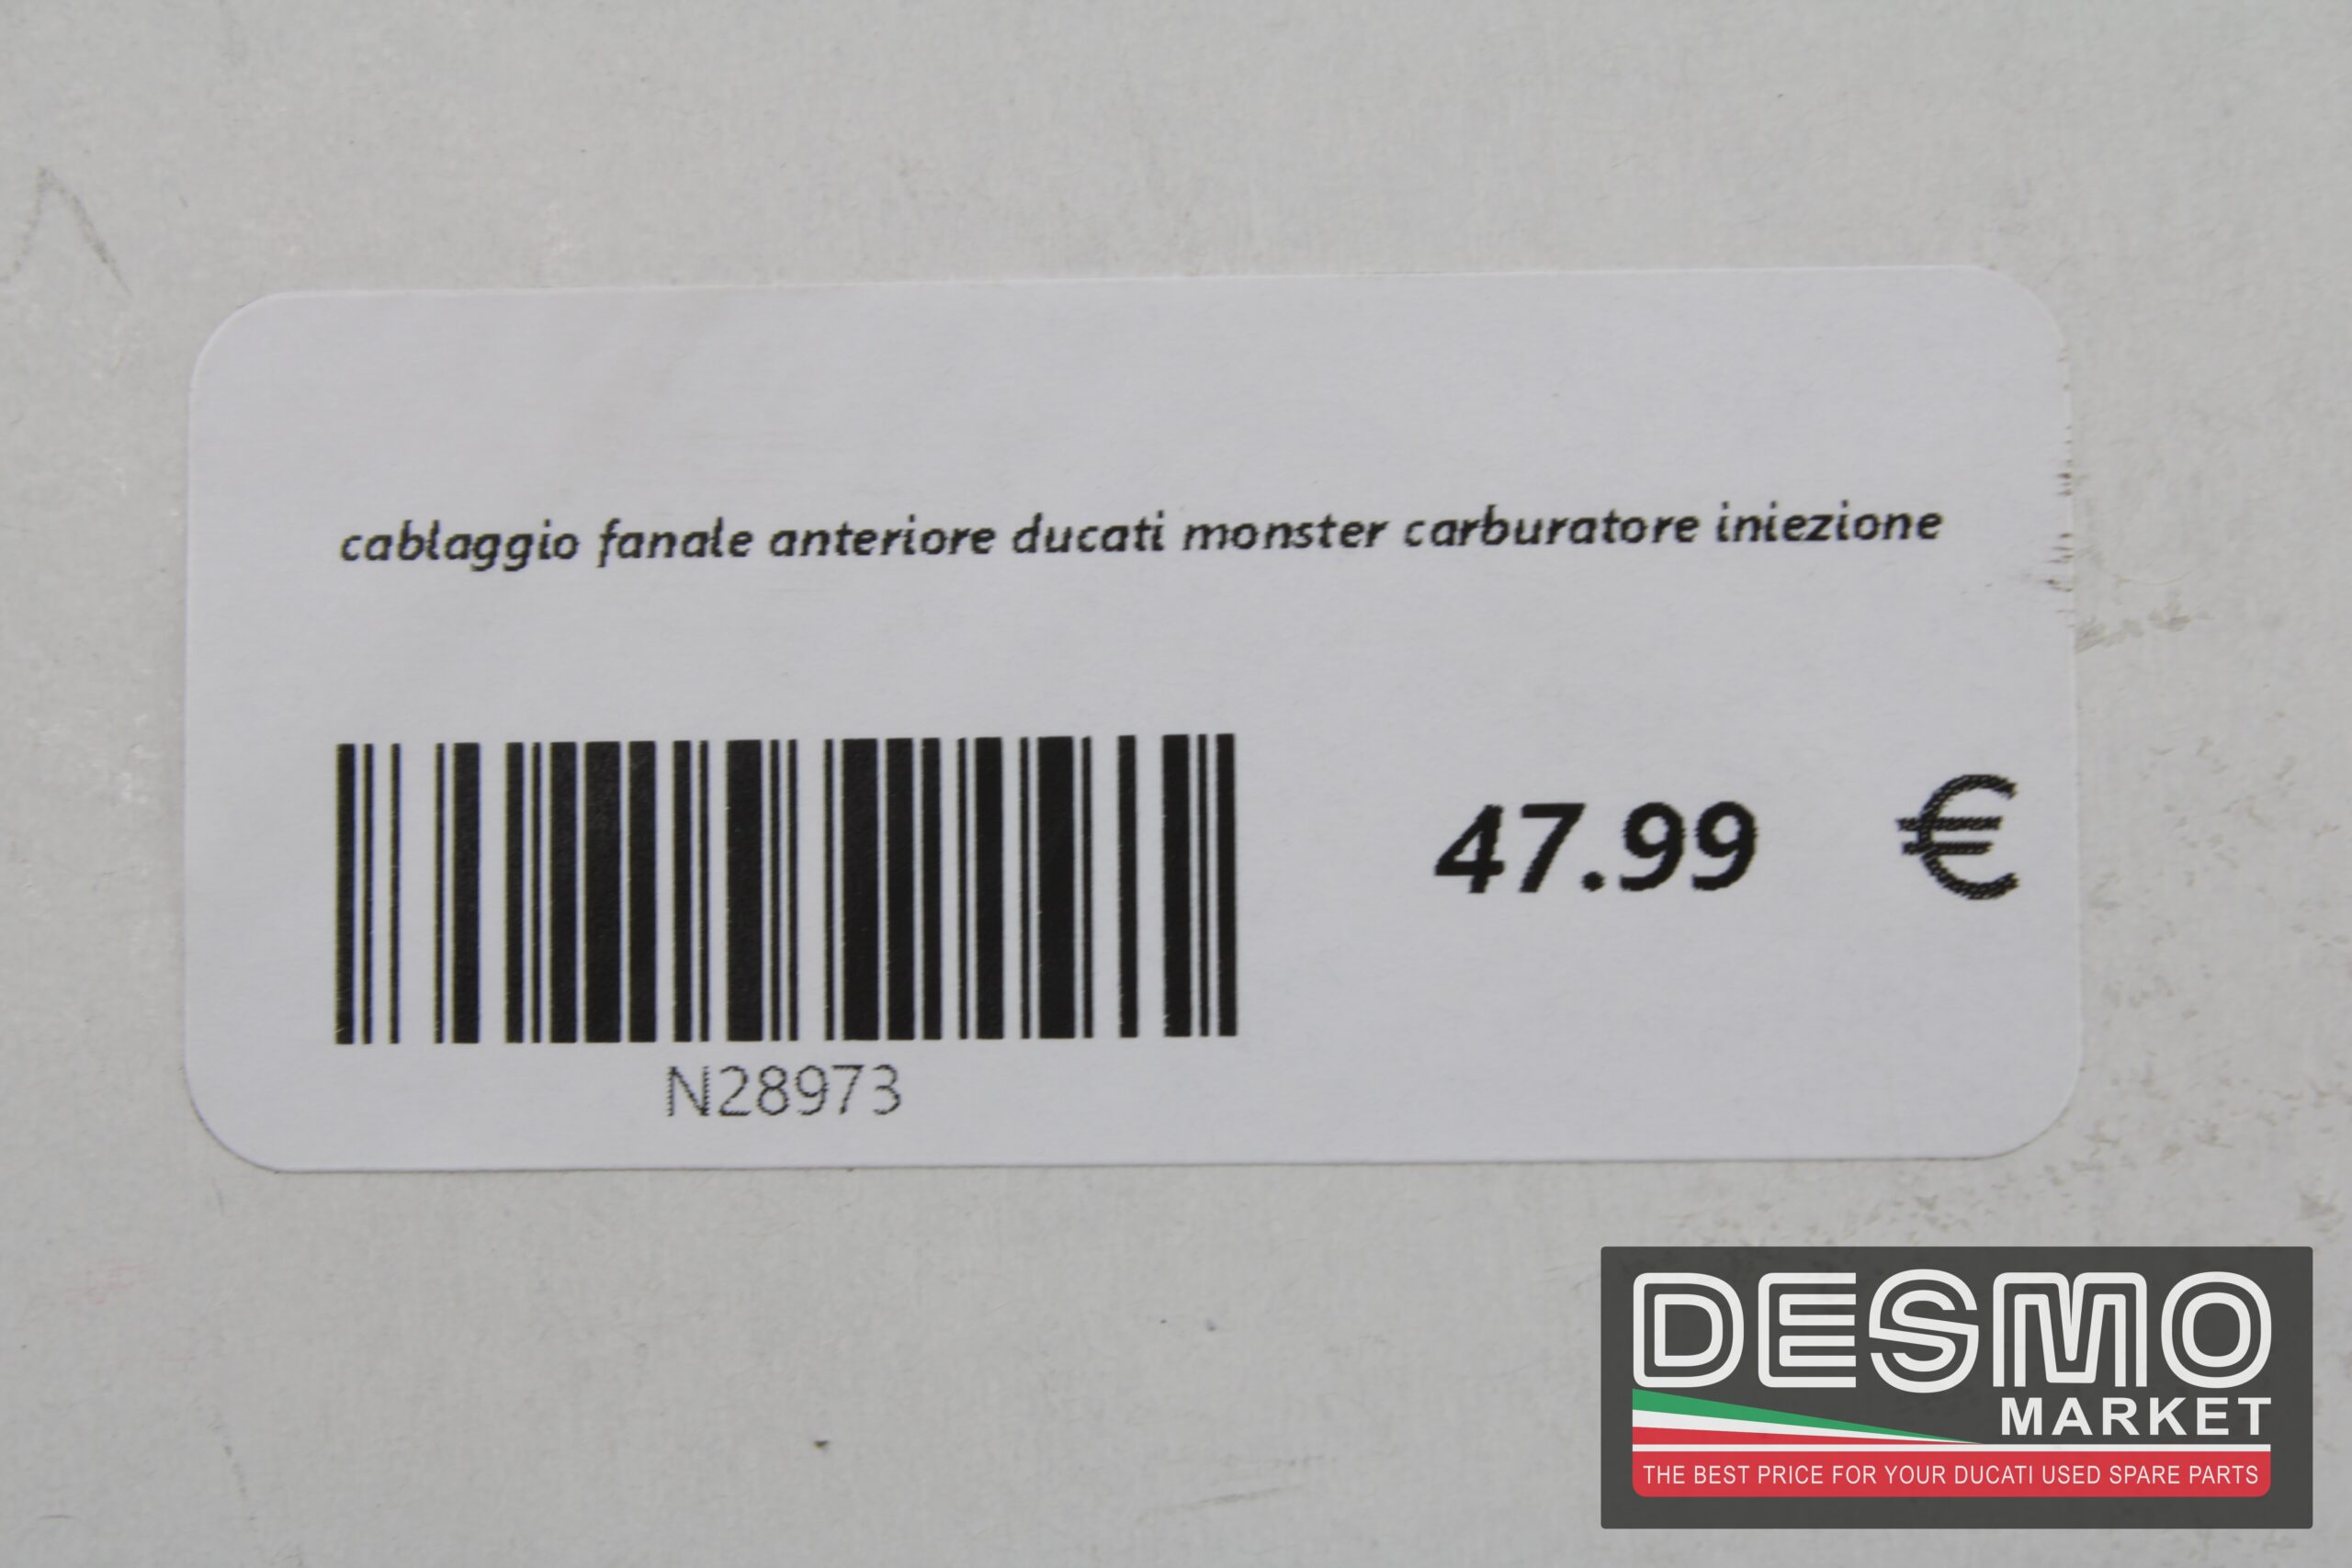 cablaggio fanale anteriore ducati monster carburatore iniezione
47.99 €
N28973
DESMO
MARKET
THE BEST PRICE FOR YOUR DUCATI USED SPARE PARTS